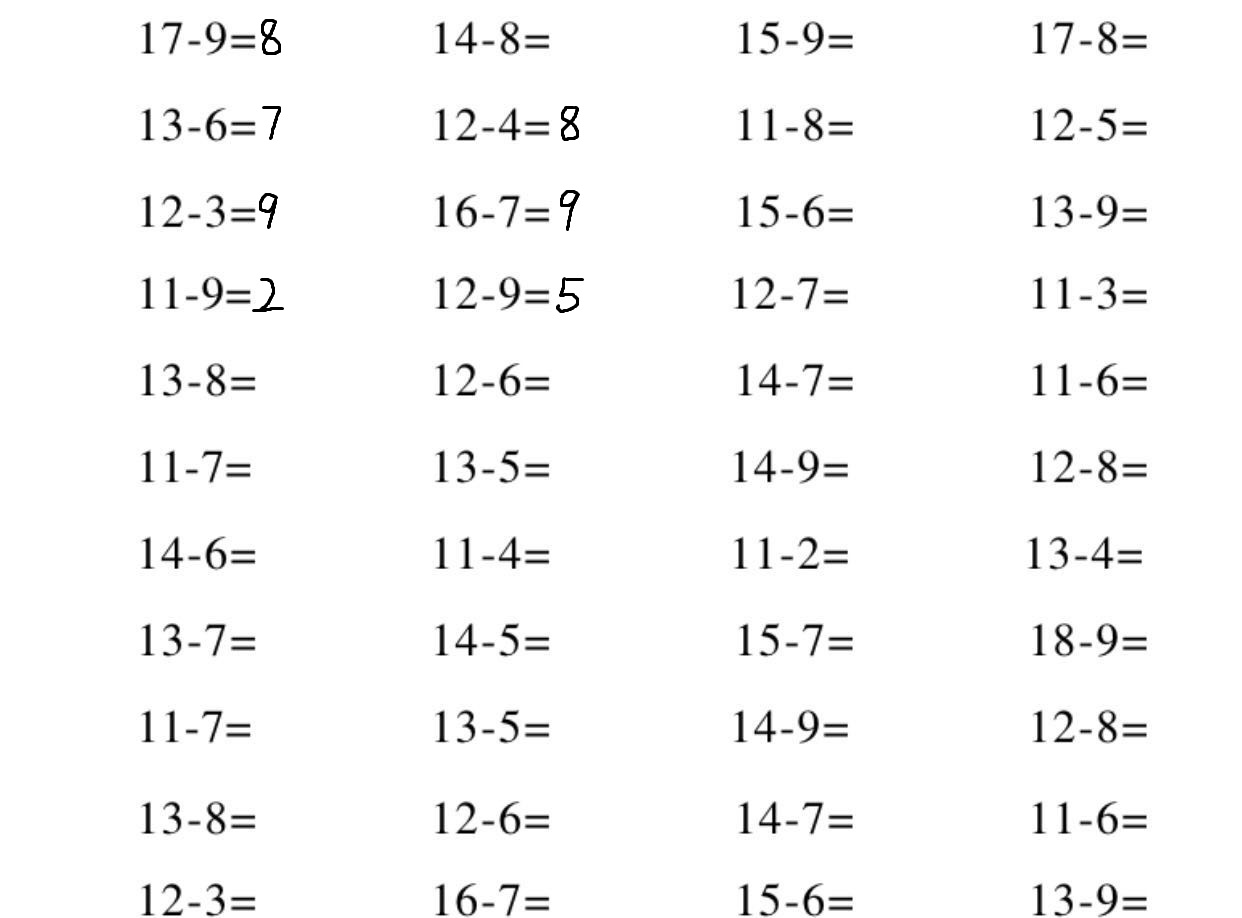 17-9=8 14-8= 15-9= 17-8=
13-6=7 12-4=8 11-8= 12-5=
12-3=9 16-7=9 15-6= 13-9=
11-9=2 12-9=5 12-7= 11-3=
13-8= 12-6= 14-7= 11-6=
11-7= 13-5= 14-9= 12-8=
14-6= 11-4= 11-2= 13-4=
13-7= 14-5= 15-7= 18-9=
11-7= 13-5= 14-9= 12-8=
13-8= 12-6= 14-7= 11-6=
12-3= 16-7= 15-6= 13-9=